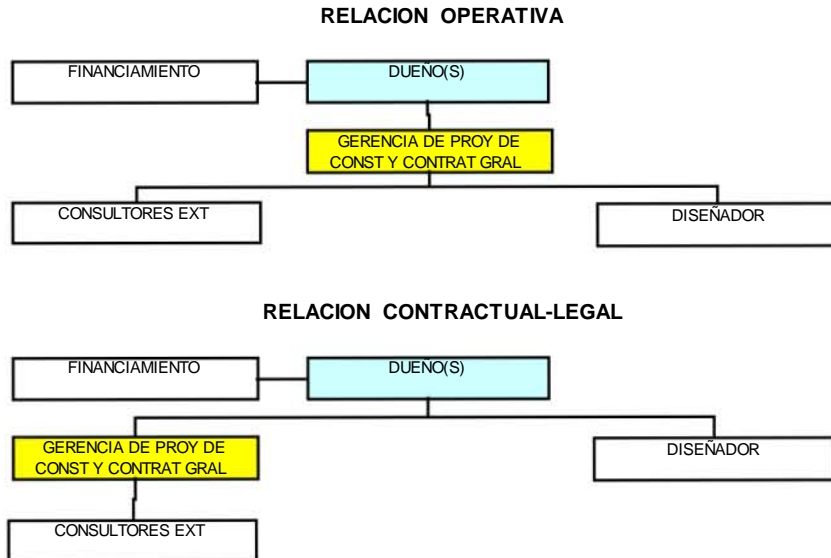 RELACION OPERATIVA
FINANCIAMIENTO
DUEÑO(S)
GERENCIA DE PROY DE
CONST Y CONTRAT GRAL
CONSULTORES EXT
DISEÑADOR
RELACION CONTRACTUAL-LEGAL
FINANCIAMIENTO
DUEÑO(S)
GERENCIA DE PROY DE
CONST Y CONTRAT GRAL
DISEÑADOR
CONSULTORES EXT